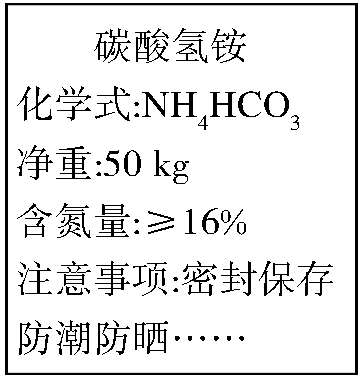 碳酸氢铵
化学式:NH₄HCO₃
净重:50 kg
含氮量:≥16%
注意事项:密封保存
防潮防晒……